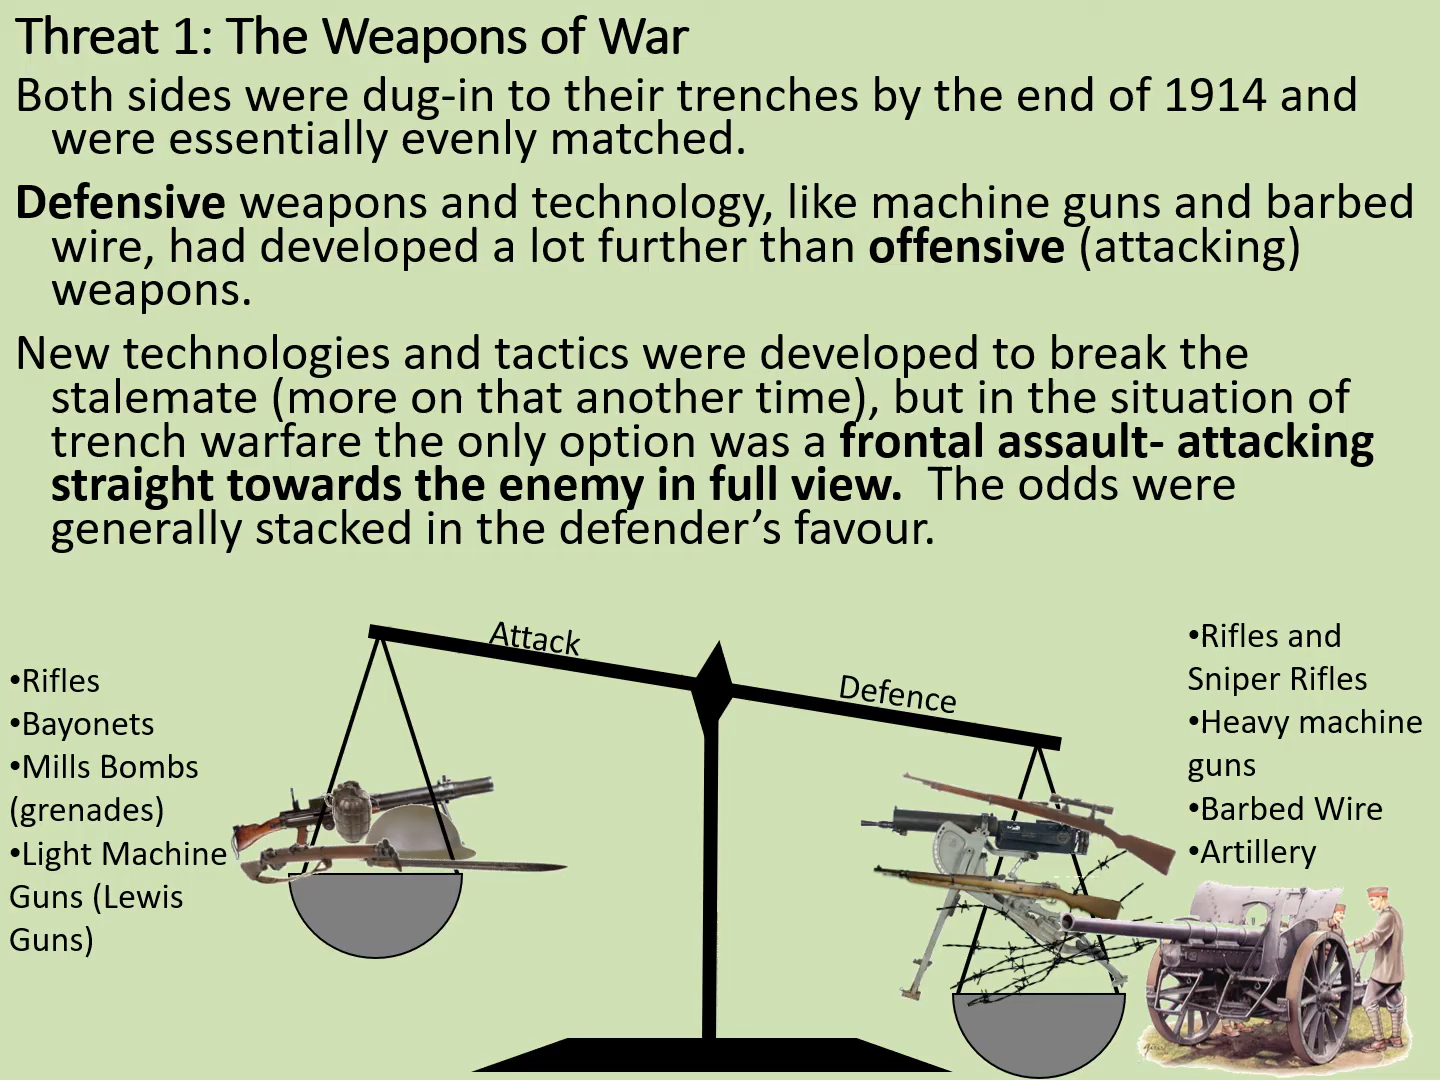 Threat 1: The Weapons of War
Both sides were dug-in to their trenches by the end of 1914 and
were essentially evenly matched.
Defensive weapons and technology, like machine guns and barbed
wire, had developed a lot further than offensive (attacking)
weapons.
New technologies and tactics were developed to break the
stalemate (more on that another time), but in the situation of
trench warfare the only option was a frontal assault- attacking
straight towards the enemy in full view.  The odds were
generally stacked in the defender’s favour.
Attack
Defence
•Rifles
•Bayonets
•Mills Bombs
(grenades)
•Light Machine
Guns (Lewis
Guns)
•Rifles and
Sniper Rifles
•Heavy machine
guns
•Barbed Wire
•Artillery